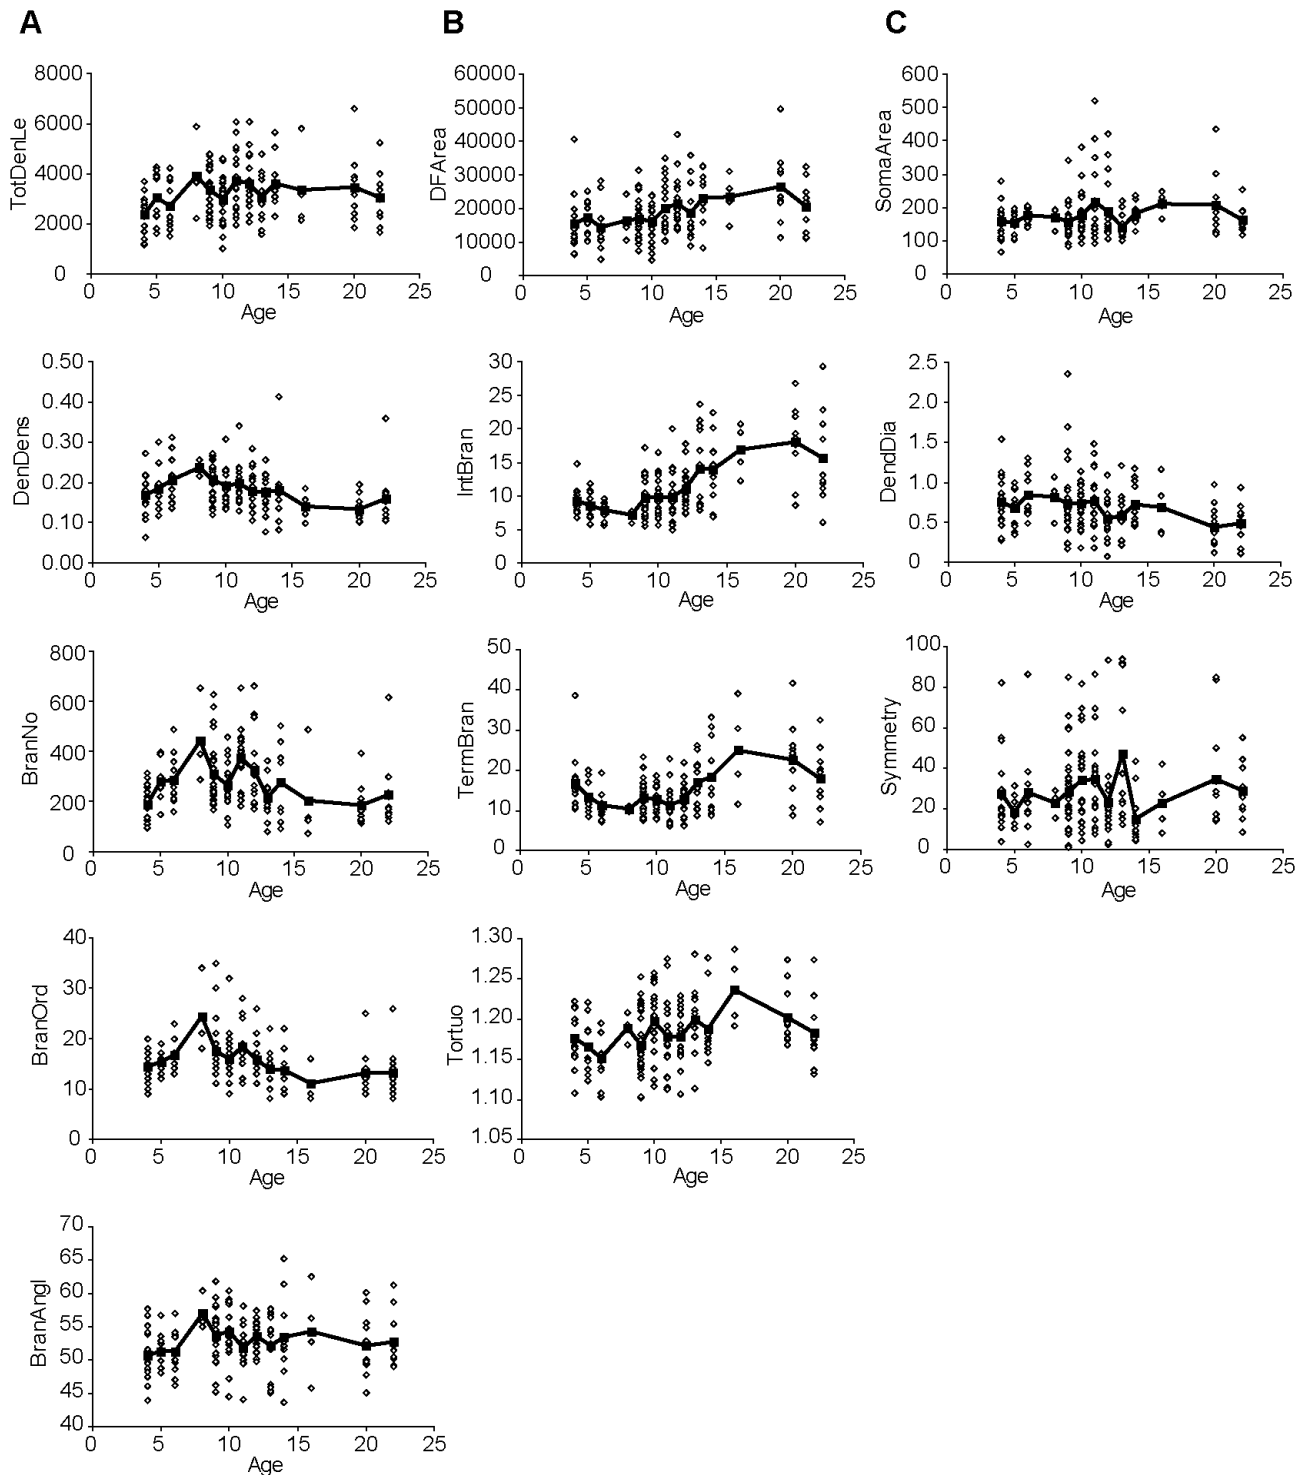 A
B
C
TotDenLe
8000
6000
4000
2000
0
0 5 10 15 20 25
Age
DFArea
60000
50000
40000
30000
20000
10000
0
0 5 10 15 20 25
Age
SomaArea
600
500
400
300
200
100
0
0 5 10 15 20 25
Age
DenDens
0.50
0.40
0.30
0.20
0.10
0.00
0 5 10 15 20 25
Age
IntBran
30
25
20
15
10
5
0
0 5 10 15 20 25
Age
DendDia
2.5
2.0
1.5
1.0
0.5
0
0 5 10 15 20 25
Age
BranNo
800
600
400
200
0
0 5 10 15 20 25
Age
TermBran
50
40
30
20
10
0
0 5 10 15 20 25
Age
Symmetry
100
80
60
40
20
0
0 5 10 15 20 25
Age
BranOrd
40
30
20
10
0
0 5 10 15 20 25
Age
Tortuo
1.30
1.25
1.20
1.15
1.10
1.05
0 5 10 15 20 25
Age
BranAngl
70
65
60
55
50
45
40
0 5 10 15 20 25
Age